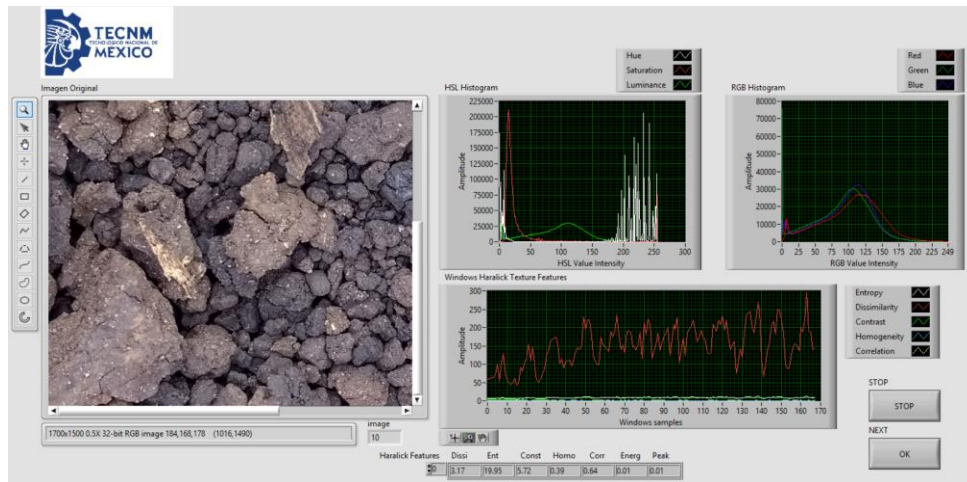 TECNM
TECNOLÓGICO NACIONAL DE
MÉXICO
Imagen Original
1700x1500 0.5X 32-bit RGB image 184,168,178 (1016,1490)
image
10
HSL Histogram
Hue
Saturation
Luminance
Amplitude
225000
200000
175000
150000
125000
100000
75000
50000
25000
0
0 50 100 150 200 250 300
HSL Value Intensity
RGB Histogram
Red
Green
Blue
Amplitude
80000
70000
60000
50000
40000
30000
20000
10000
0
0 25 50 75 100 125 150 175 200 225 249
RGB Value Intensity
Windows Haralick Texture Features
Amplitude
300
250
200
150
100
50
0
0 10 20 30 40 50 60 70 80 90 100 110 120 130 140 150 160 170
Windows samples
Entropy
Dissimilarity
Contrast
Homogeneity
Correlation
STOP
STOP
NEXT
OK
Haralick Features Dissi Ent Const Homo Corr Energ Peak
0 3.17 19.95 5.72 0.39 0.64 0.01 0.01